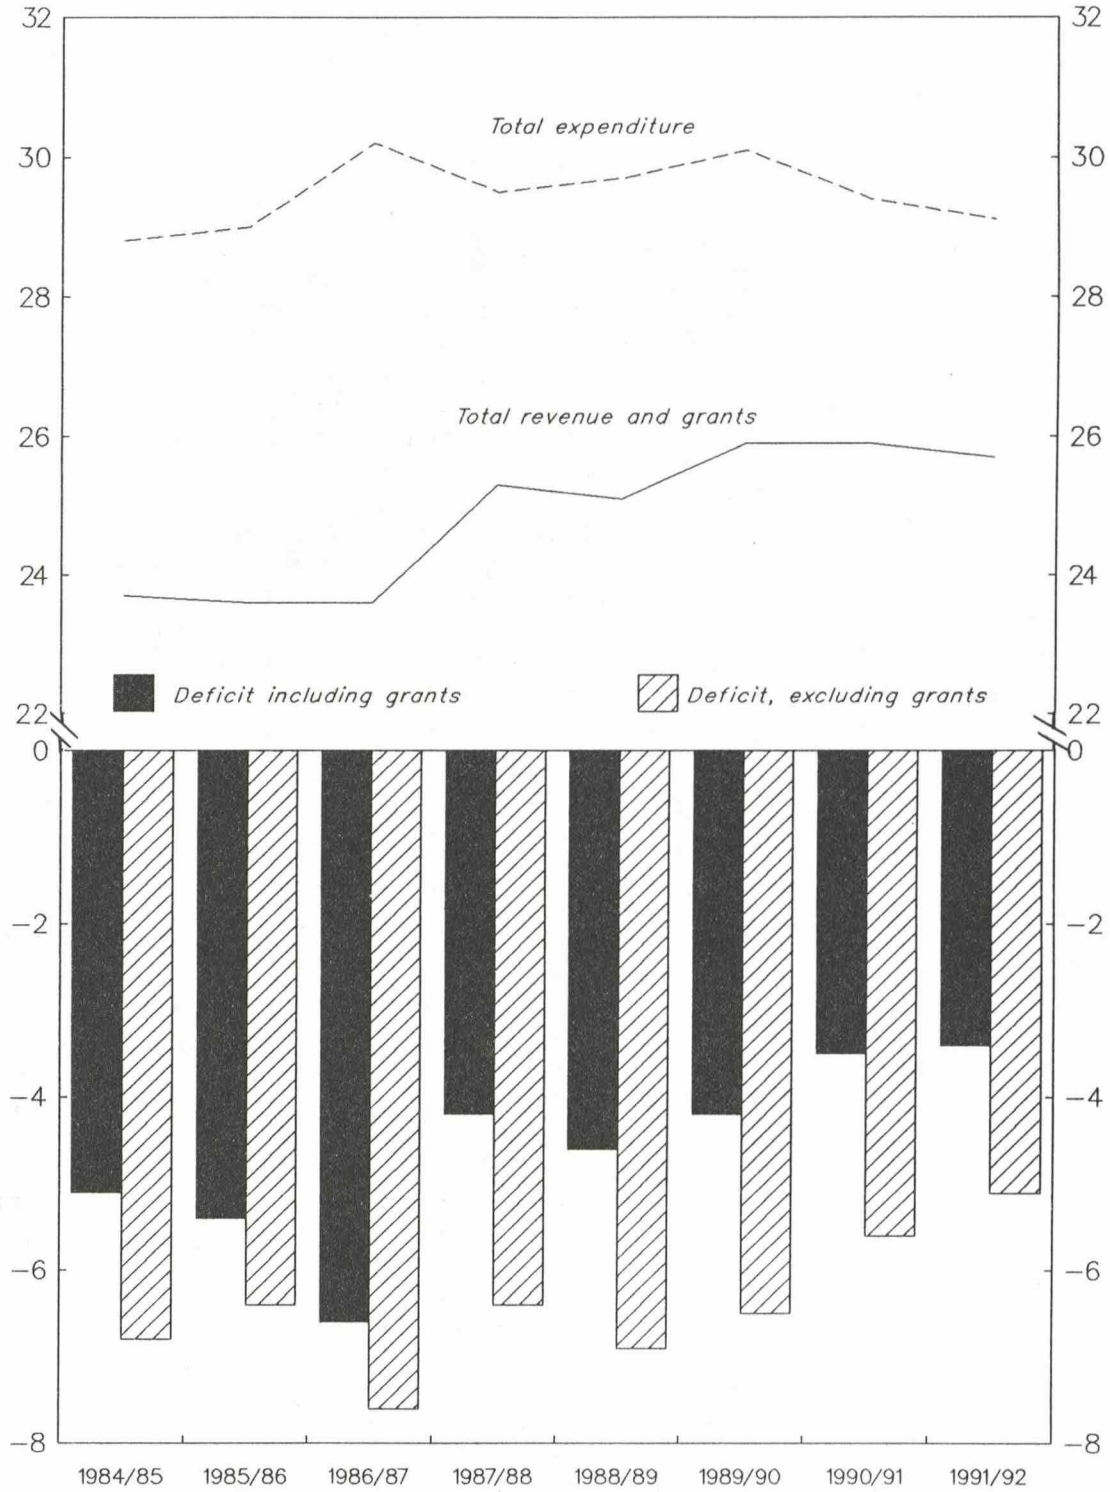 32 32
Total expenditure
30 30
28 28
Total revenue and grants
26 26
24 24
Deficit including grants Deficit, excluding grants
22 22
0 0
−2 −2
−4 −4
−6 −6
−8 −8
1984/85 1985/86 1986/87 1987/88 1988/89 1989/90 1990/91 1991/92